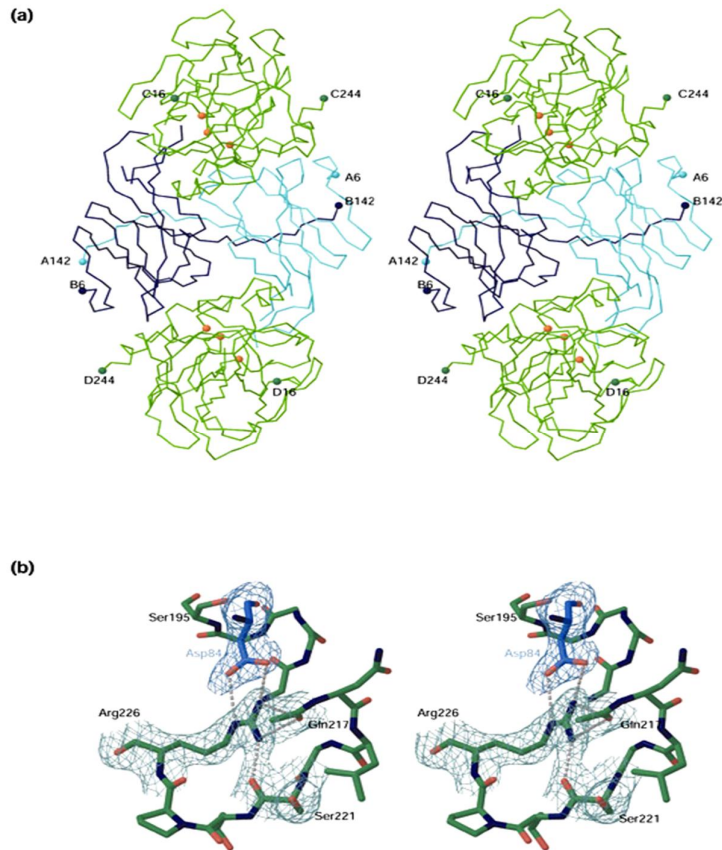 (a)
C16 C244 C16 C244
A6 A6
B142 B142
A142 A142
B6 B6
D244 D16 D244 D16
(b)
Ser195 Ser195
Asp84 Asp84
Arg226 Gln217 Arg226 Gln217
Ser221 Ser221